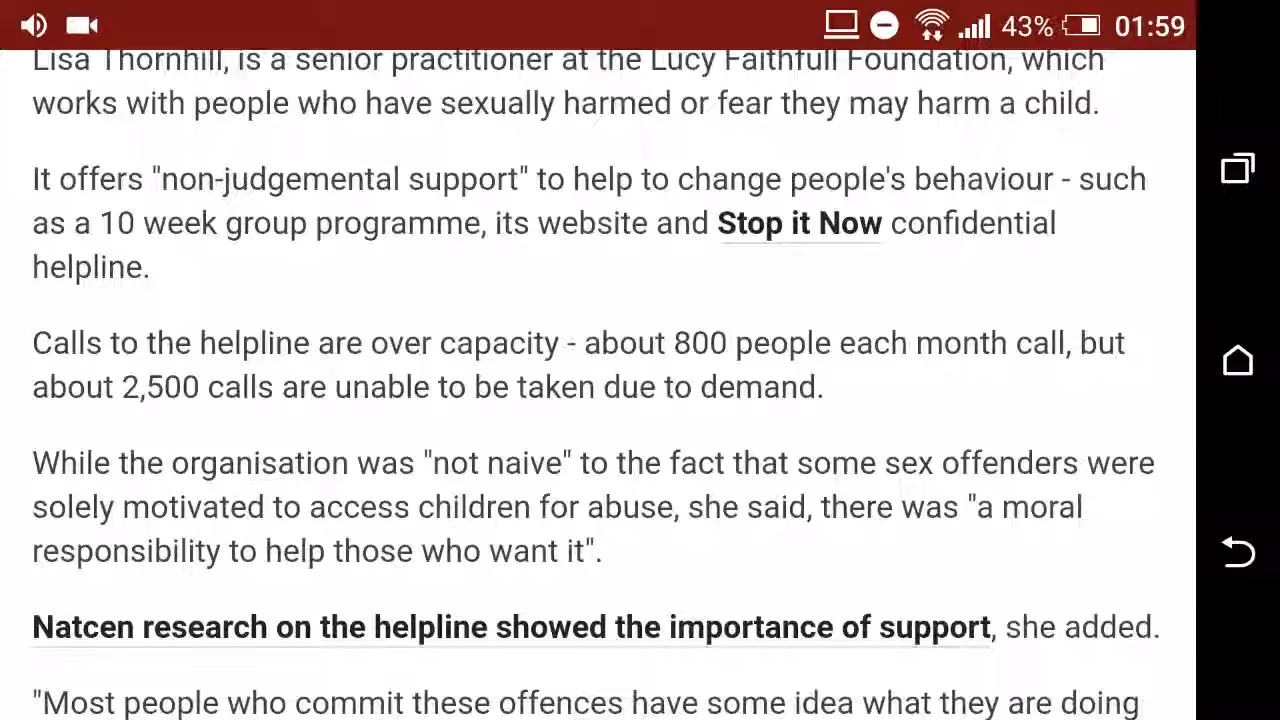 43% 01:59
Lisa Thornhill, is a senior practitioner at the Lucy Faithfull Foundation, which
works with people who have sexually harmed or fear they may harm a child.
It offers "non-judgemental support" to help to change people's behaviour - such
as a 10 week group programme, its website and Stop it Now confidential
helpline.
Calls to the helpline are over capacity - about 800 people each month call, but
about 2,500 calls are unable to be taken due to demand.
While the organisation was "not naive" to the fact that some sex offenders were
solely motivated to access children for abuse, she said, there was "a moral
responsibility to help those who want it".
Natcen research on the helpline showed the importance of support, she added.
"Most people who commit these offences have some idea what they are doing